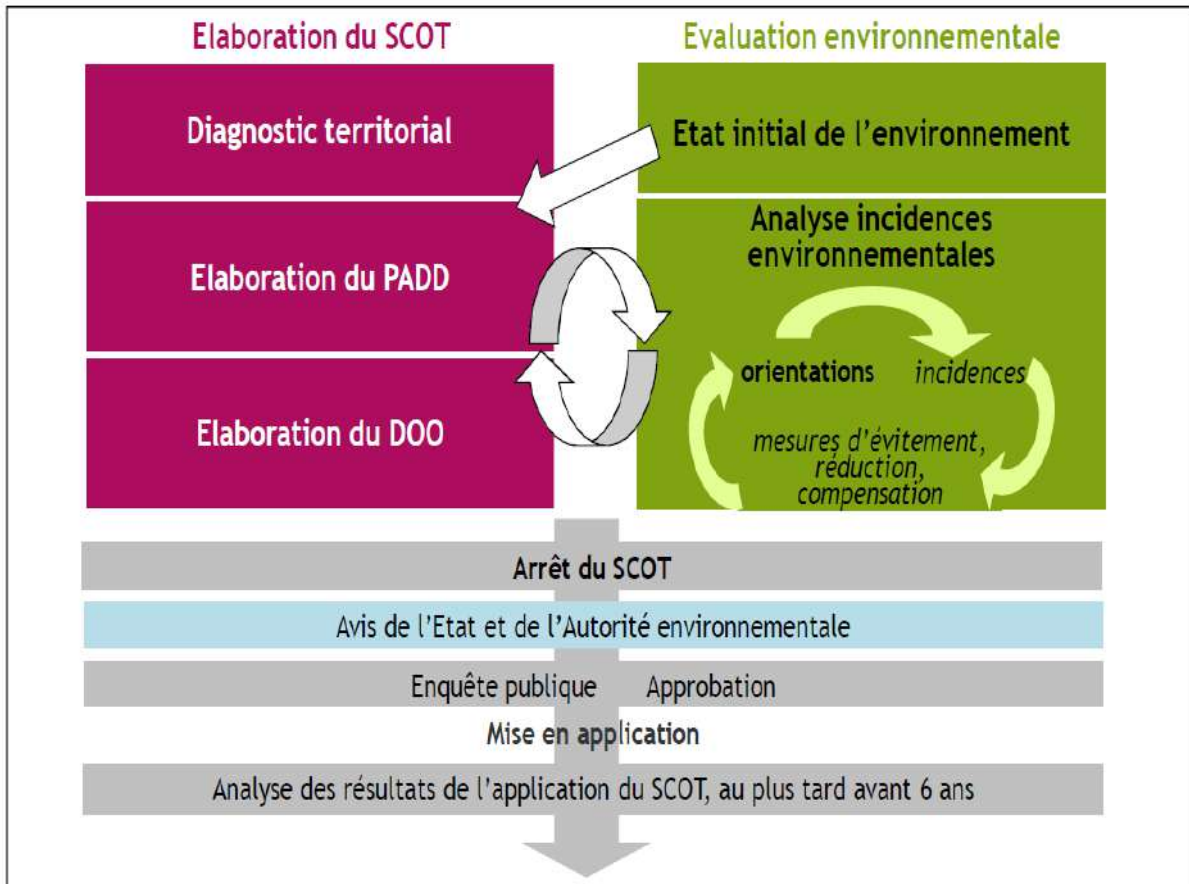 Elaboration du SCOT
Evaluation environnementale
Diagnostic territorial
Etat initial de l'environnement
Elaboration du PADD
Analyse incidences
environnementales
orientations
incidences
Elaboration du DOO
mesures d'évitement,
réduction,
compensation
Arrêt du SCOT
Avis de l'Etat et de l'Autorité environnementale
Enquête publique Approbation
Mise en application
Analyse des résultats de l'application du SCOT, au plus tard avant 6 ans